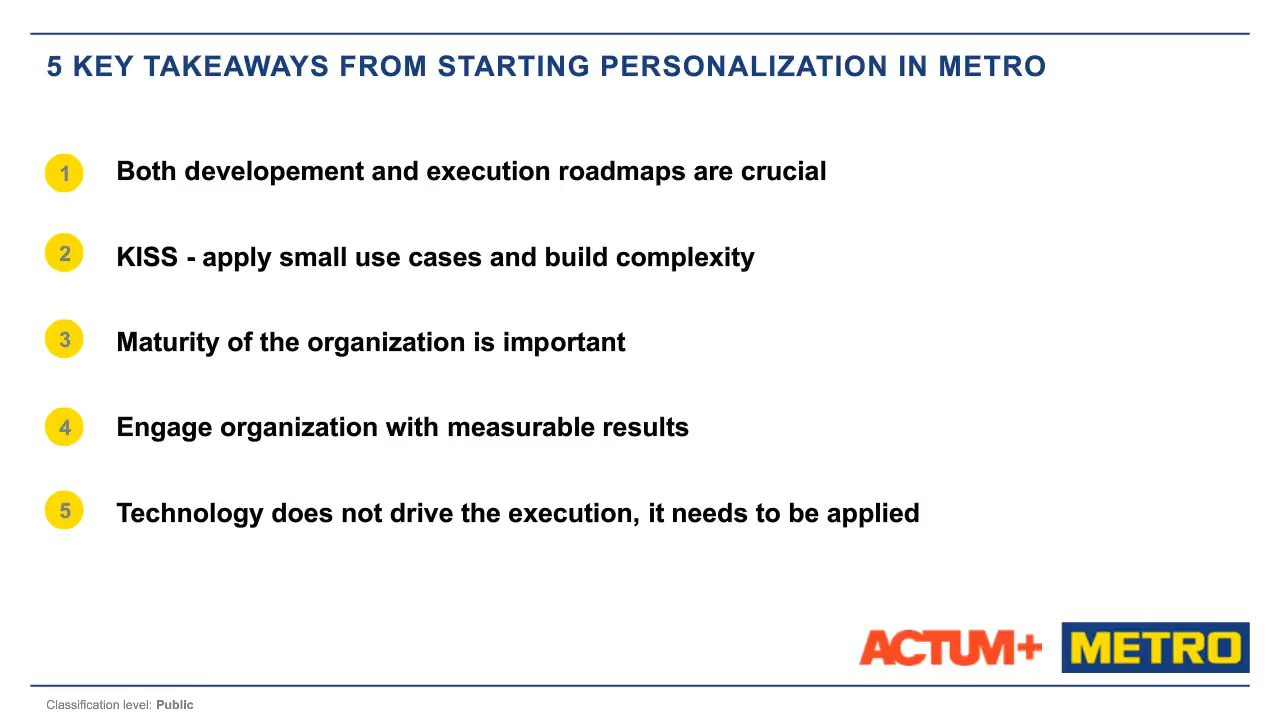 5 KEY TAKEAWAYS FROM STARTING PERSONALIZATION IN METRO
1 Both developement and execution roadmaps are crucial
2 KISS - apply small use cases and build complexity
3 Maturity of the organization is important
4 Engage organization with measurable results
5 Technology does not drive the execution, it needs to be applied
ACTUM+ METRO
Classification level: Public